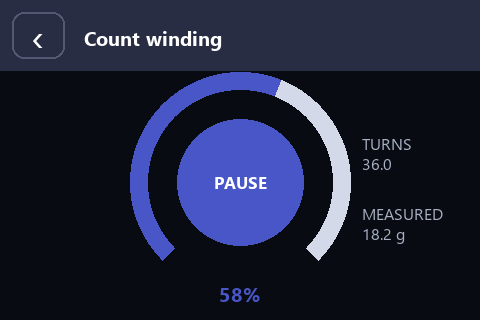 ‹
Count winding
TURNS
36.0
PAUSE
MEASURED
18.2 g
58%